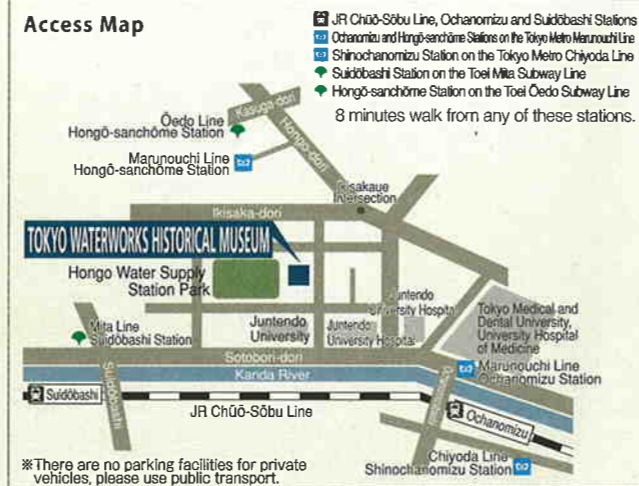 Access Map
JR Chūō-Sōbu Line, Ochanomizu and Suidōbashi Stations
Ochanomizu and Hongō-sanchōme Stations on the Tokyo Metro Marunouchi Line
Shinochanomizu Station on the Tokyo Metro Chiyoda Line
Suidōbashi Station on the Toei Mita Subway Line
Hongō-sanchōme Station on the Toei Ōedo Subway Line
8 minutes walk from any of these stations.
Kasuga-dori
Ōedo Line
Hongō-sanchōme Station
Hongo-dori
Marunouchi Line
Hongō-sanchōme Station
Intersection
Ikisaka-dori
TOKYO WATERWORKS HISTORICAL MUSEUM
Hongo Water Supply
Station Park
Juntendo
University Hospital
Tokyo Medical and
Dental University,
University Hospital
of Medicine
Mita Line
Suidōbashi Station
Juntendo
University
Juntendo
University Hospital
Sotobori-dori
Kanda River
Marunouchi Line
Ochanomizu Station
Suidōbashi
Suidōbashi
JR Chūō-Sōbu Line
Ochanomizu
Chiyoda Line
Shinochanomizu Station
※There are no parking facilities for private
vehicles, please use public transport.